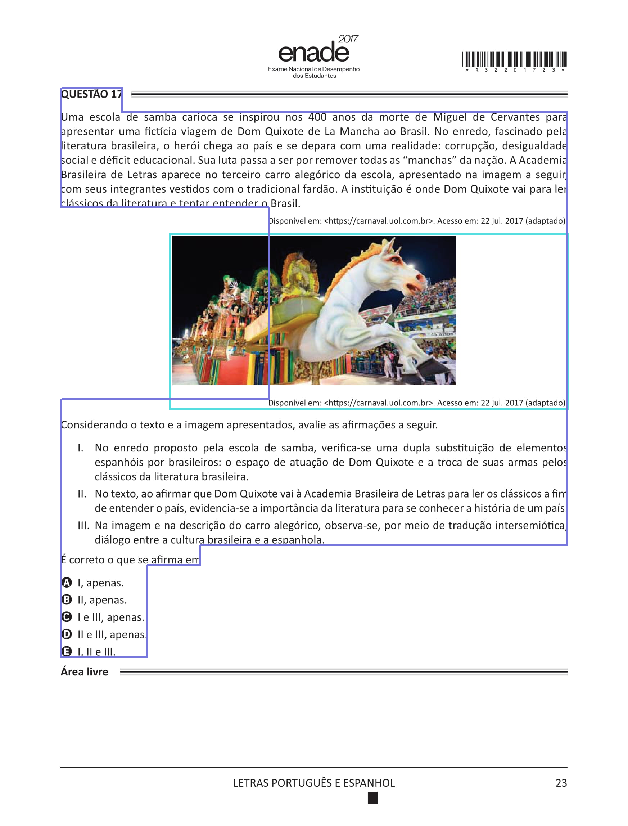 enade 2017
Exame Nacional de Desempenho
dos Estudantes
*R3220172 3*
QUESTÃO 17
Uma escola de samba carioca se inspirou nos 400 anos da morte de Miguel de Cervantes para
apresentar uma fictícia viagem de Dom Quixote de La Mancha ao Brasil. No enredo, fascinado pela
literatura brasileira, o herói chega ao país e se depara com uma realidade: corrupção, desigualdade
social e déficit educacional. Sua luta passa a ser por remover todas as “manchas” da nação. A Academia
Brasileira de Letras aparece no terceiro carro alegórico da escola, apresentado na imagem a seguir,
com seus integrantes vestidos com o tradicional fardão. A instituição é onde Dom Quixote vai para ler
clássicos da literatura e tentar entender o Brasil.
Disponível em: <https://carnaval.uol.com.br>. Acesso em: 22 jul. 2017 (adaptado).
Disponível em: <https://carnaval.uol.com.br>. Acesso em: 22 jul. 2017 (adaptado).
Considerando o texto e a imagem apresentados, avalie as afirmações a seguir.
I. No enredo proposto pela escola de samba, verifica-se uma dupla substituição de elementos
espanhóis por brasileiros: o espaço de atuação de Dom Quixote e a troca de suas armas pelos
clássicos da literatura brasileira.
II. No texto, ao afirmar que Dom Quixote vai à Academia Brasileira de Letras para ler os clássicos a fim
de entender o país, evidencia-se a importância da literatura para se conhecer a história de um país.
III. Na imagem e na descrição do carro alegórico, observa-se, por meio de tradução intersemiótica,
diálogo entre a cultura brasileira e a espanhola.
É correto o que se afirma em
A I, apenas.
B II, apenas.
C I e III, apenas.
D II e III, apenas.
E I, II e III.
Área livre
LETRAS PORTUGUÊS E ESPANHOL
23